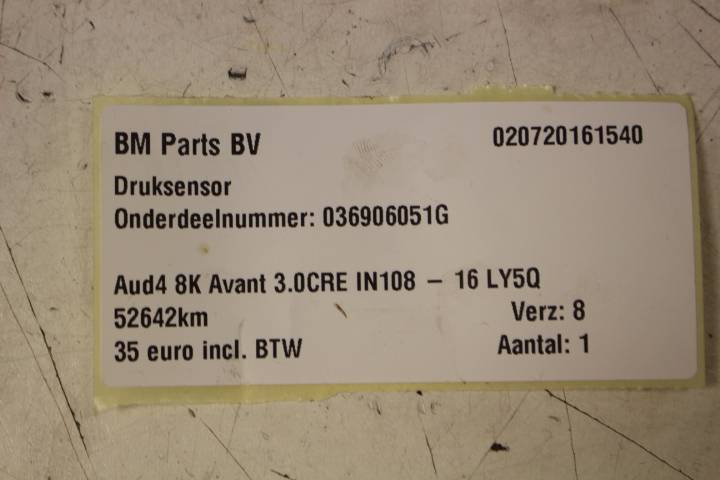 BM Parts BV 020720161540
Druksensor
Onderdeelnummer: 036906051G
Aud4 8K Avant 3.0CRE IN108 – 16 LY5Q
52642km Verz: 8
35 euro incl. BTW Aantal: 1